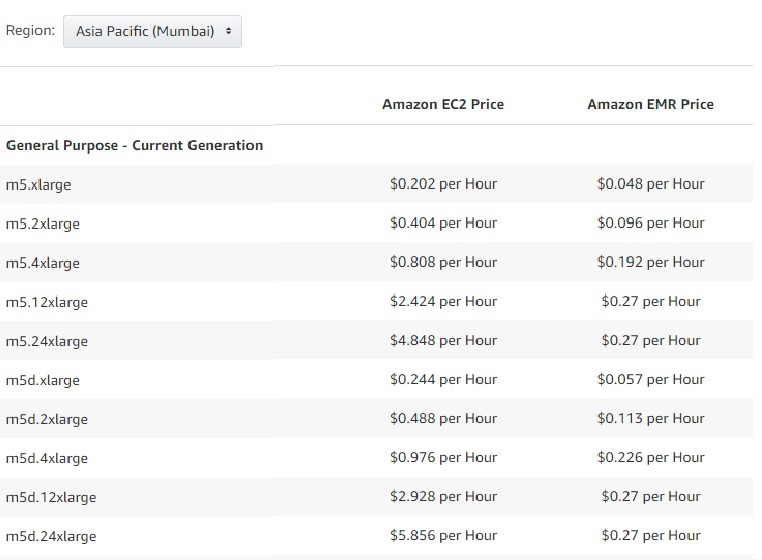 Region: Asia Pacific (Mumbai)
Amazon EC2 Price Amazon EMR Price
General Purpose - Current Generation
m5.xlarge $0.202 per Hour $0.048 per Hour
m5.2xlarge $0.404 per Hour $0.096 per Hour
m5.4xlarge $0.808 per Hour $0.192 per Hour
m5.12xlarge $2.424 per Hour $0.27 per Hour
m5.24xlarge $4.848 per Hour $0.27 per Hour
m5d.xlarge $0.244 per Hour $0.057 per Hour
m5d.2xlarge $0.488 per Hour $0.113 per Hour
m5d.4xlarge $0.976 per Hour $0.226 per Hour
m5d.12xlarge $2.928 per Hour $0.27 per Hour
m5d.24xlarge $5.856 per Hour $0.27 per Hour